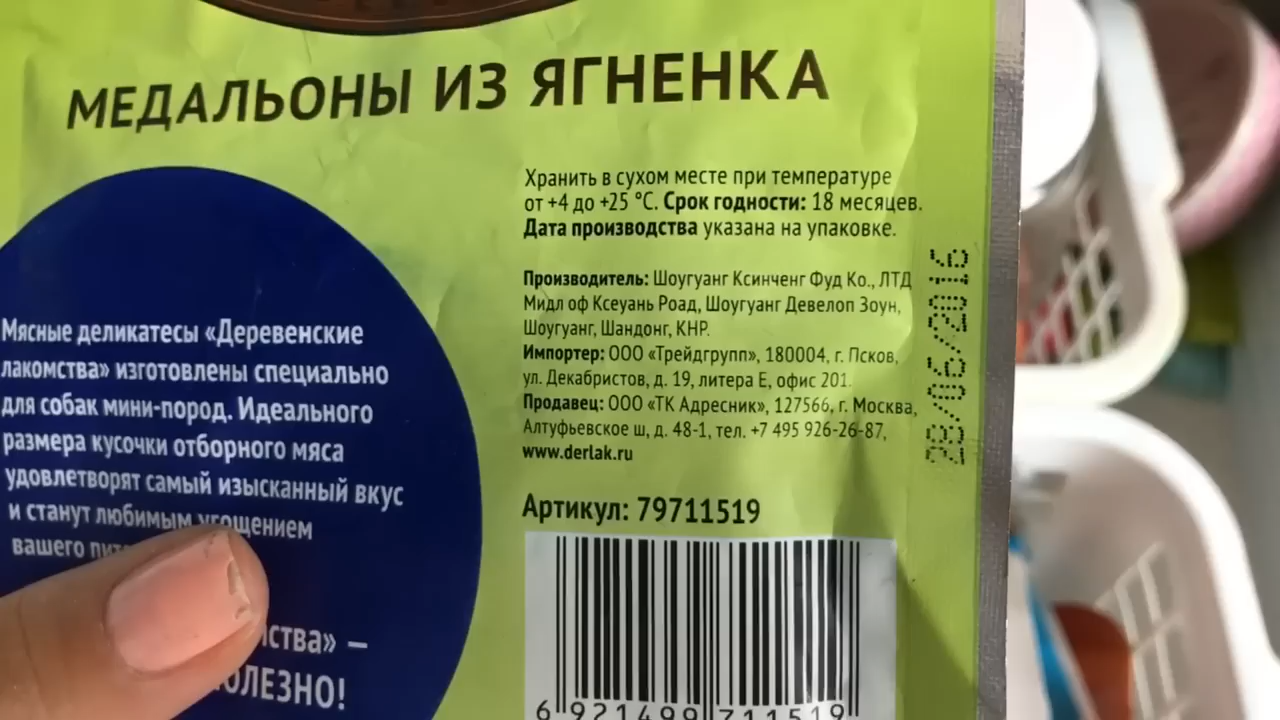 МЕДАЛЬОНЫ ИЗ ЯГНЕНКА
Хранить в сухом месте при температуре
от +4 до +25 °C. Срок годности: 18 месяцев.
Дата производства указана на упаковке.
Производитель: Шоугуанг Ксинченг Фуд Ко., ЛТД
Мидл оф Ксеуань Роад, Шоугуанг Девелоп Зоун,
Шоугуанг, Шандонг, КНР.
Импортер: ООО «Трейдгрупп», 180004, г. Псков,
ул. Декабристов, д. 19, литера Е, офис 201.
Продавец: ООО «ТК Адресник», 127566, г. Москва,
Алтуфьевское ш, д. 48-1, тел. +7 495 926-26-87,
www.derlak.ru
Артикул: 79711519
6 921499 711519
28/06/2016
Мясные деликатесы «Деревенские
лакомства» изготовлены специально
для собак мини-пород. Идеального
размера кусочки отборного мяса
удовлетворят самый изысканный вкус
и станут любимым угощением
вашего